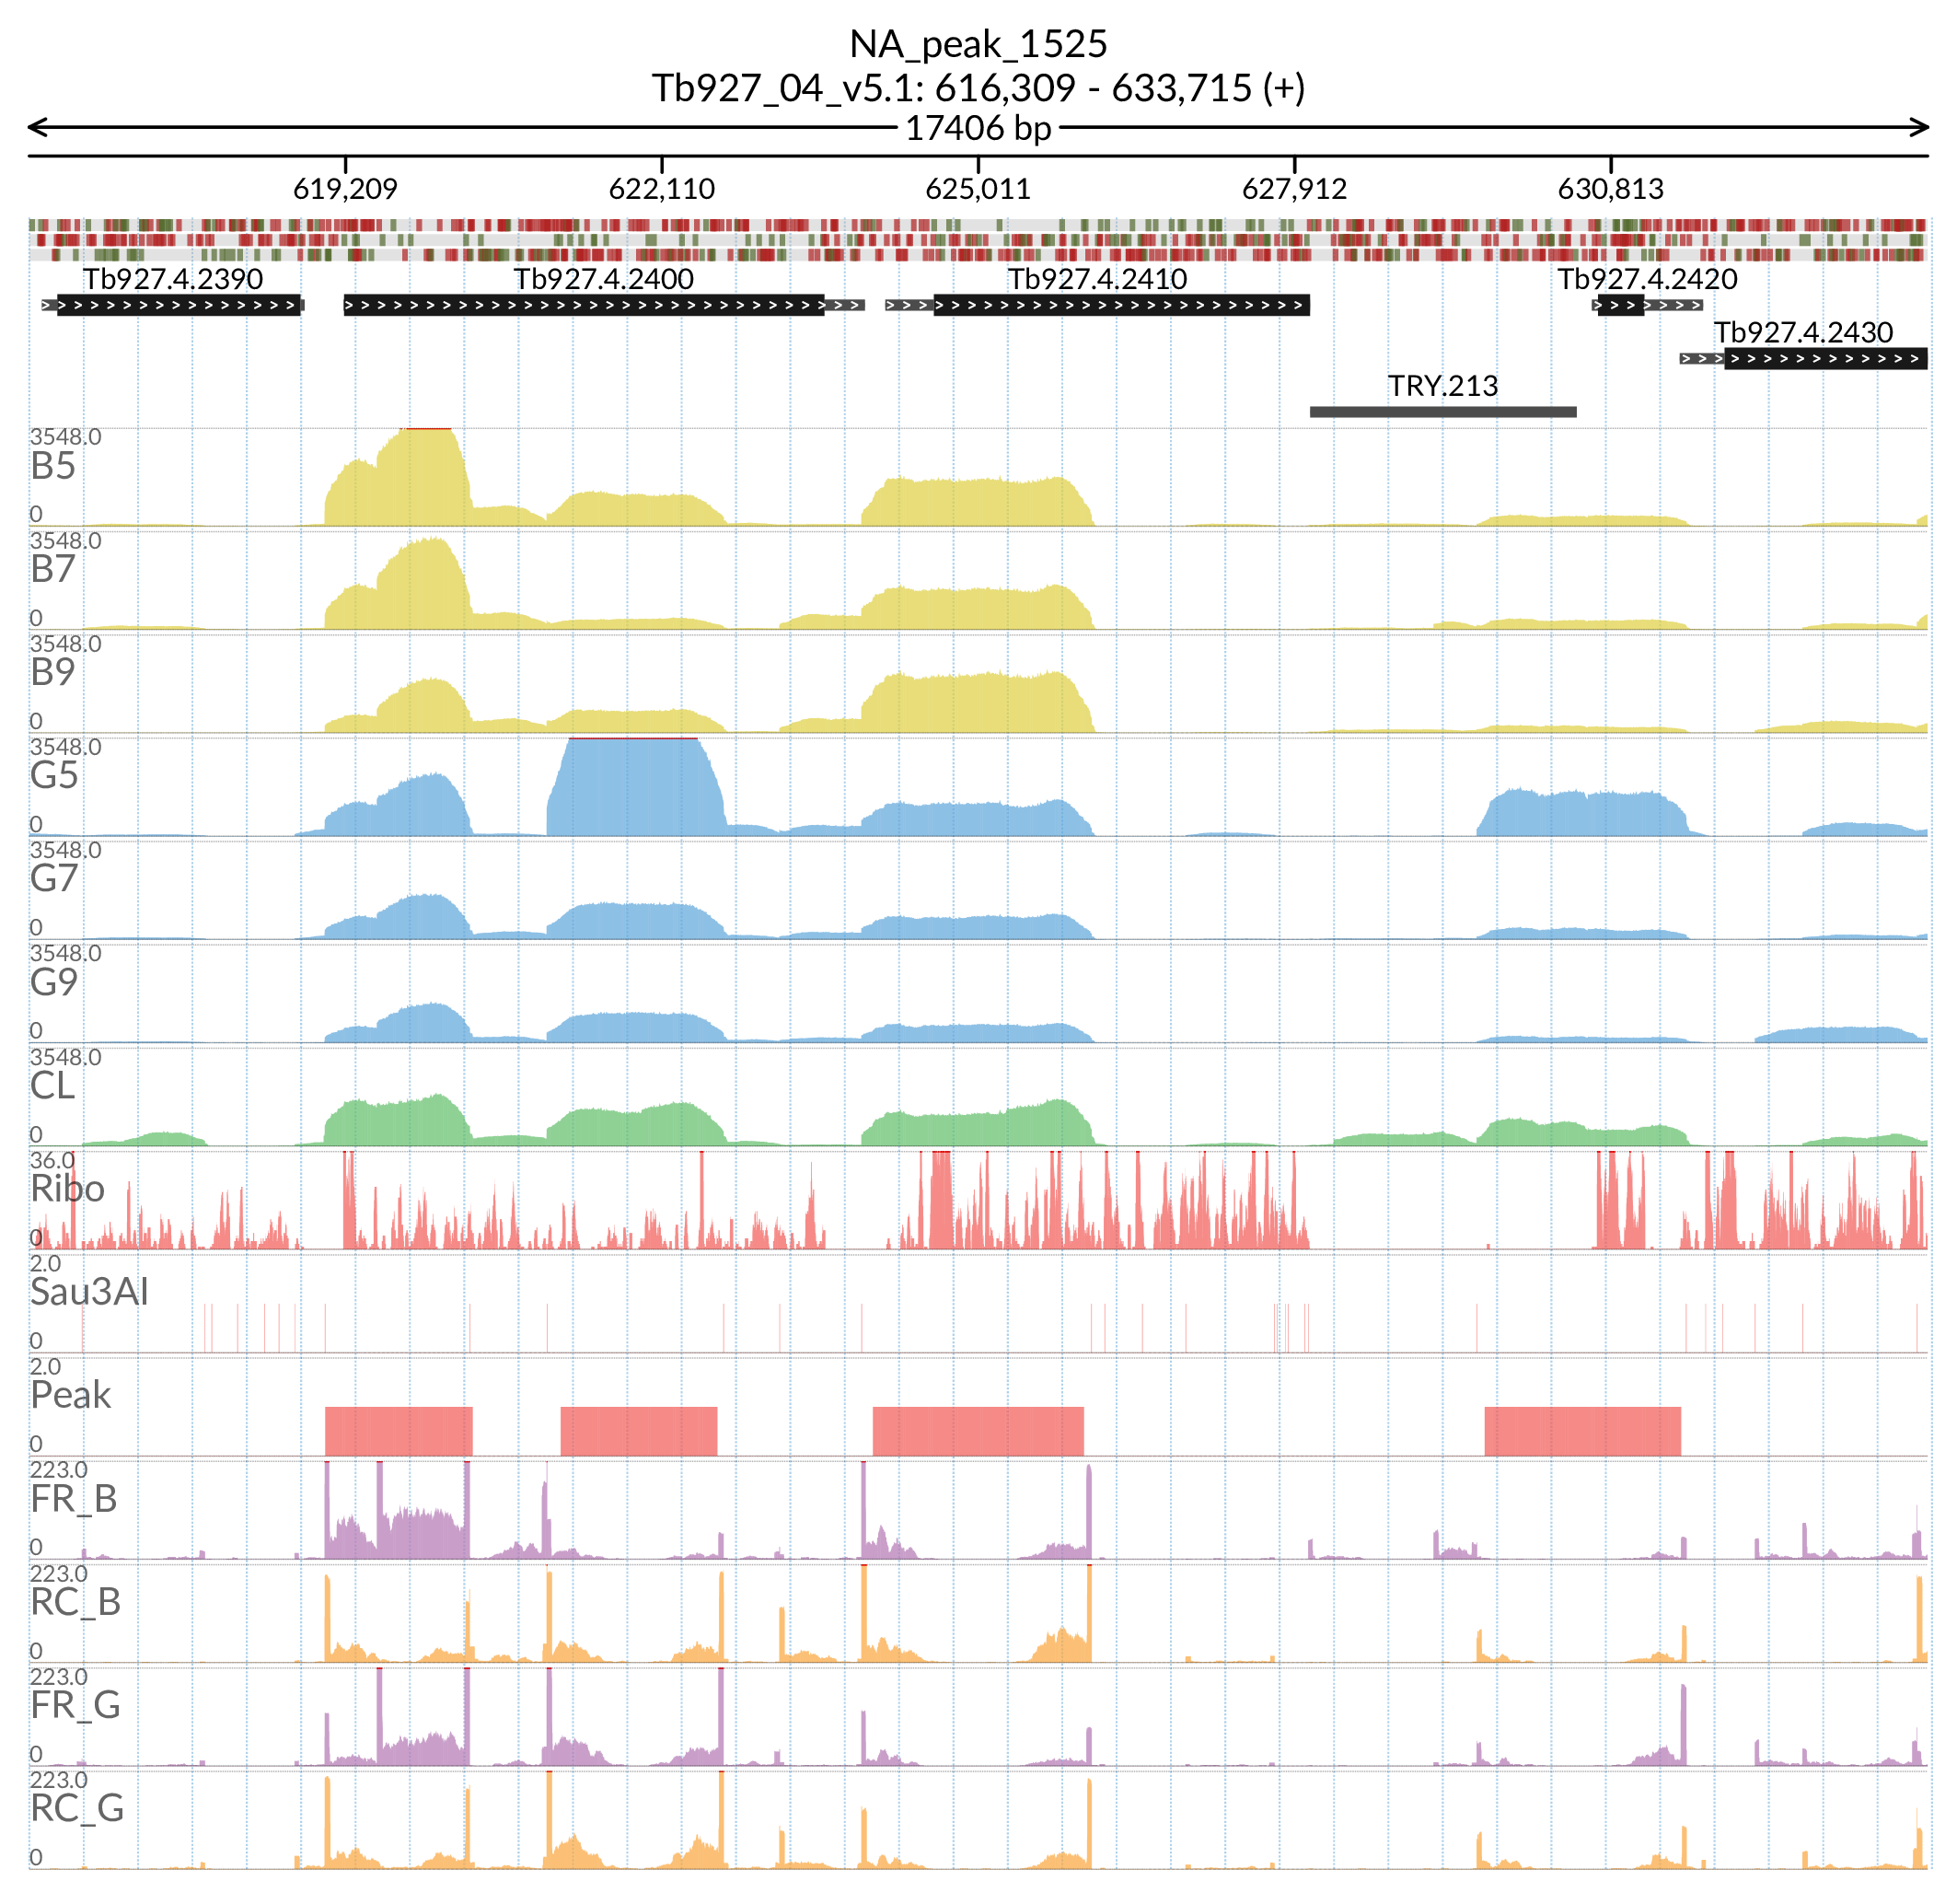 NA_peak_1525
Tb927_04_v5.1: 616,309 - 633,715 (+)
17406 bp
619,209 622,110 625,011 627,912 630,813
Tb927.4.2390 Tb927.4.2400 Tb927.4.2410 Tb927.4.2420
Tb927.4.2430
TRY.213
3548.0
B5
0
3548.0
B7
0
3548.0
B9
0
3548.0
G5
0
3548.0
G7
0
3548.0
G9
0
3548.0
CL
0
36.0
Ribo
0
2.0
Sau3AI
0
2.0
Peak
0
223.0
FR_B
0
223.0
RC_B
0
223.0
FR_G
0
223.0
RC_G
0